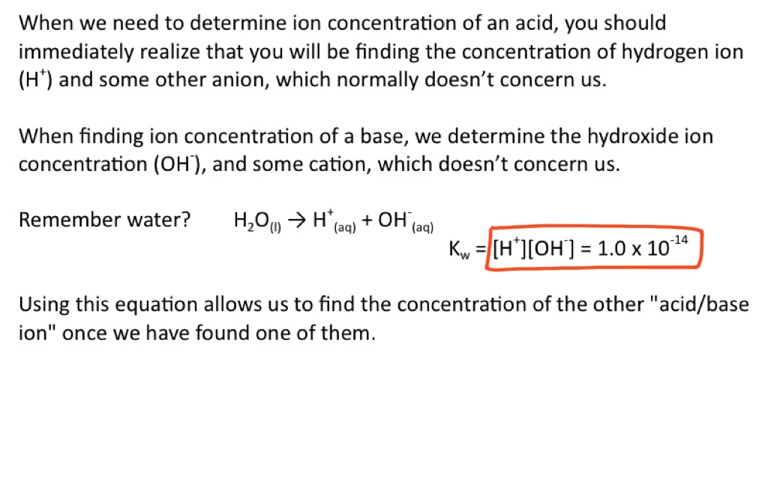 When we need to determine ion concentration of an acid, you should
immediately realize that you will be finding the concentration of hydrogen ion
(H⁺) and some other anion, which normally doesn't concern us.
When finding ion concentration of a base, we determine the hydroxide ion
concentration (OH⁻), and some cation, which doesn't concern us.
Remember water? H₂O₍ₗ₎ → H⁺(aq) + OH⁻(aq)
Kw = [H⁺][OH⁻] = 1.0 x 10⁻¹⁴
Using this equation allows us to find the concentration of the other "acid/base
ion" once we have found one of them.